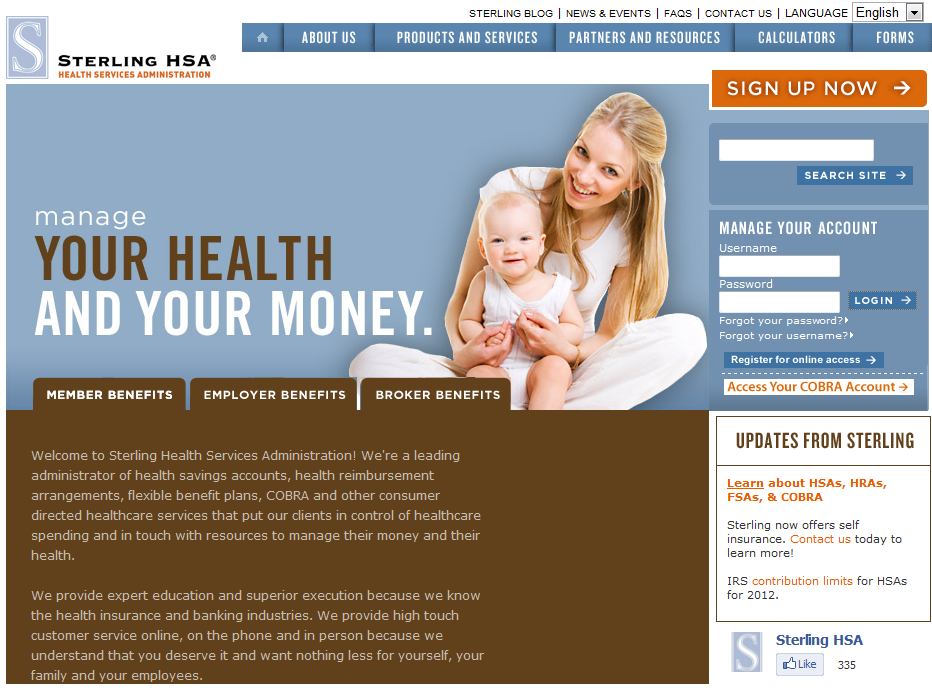 STERLING BLOG | NEWS & EVENTS | FAQS | CONTACT US | LANGUAGE English
S STERLING HSA®
HEALTH SERVICES ADMINISTRATION
ABOUT US PRODUCTS AND SERVICES PARTNERS AND RESOURCES CALCULATORS FORMS
SIGN UP NOW →
SEARCH SITE →
manage
YOUR HEALTH
AND YOUR MONEY.
MANAGE YOUR ACCOUNT
Username
Password
LOGIN →
Forgot your password?
Forgot your username?
Register for online access →
Access Your COBRA Account →
MEMBER BENEFITS EMPLOYER BENEFITS BROKER BENEFITS
Welcome to Sterling Health Services Administration! We're a leading
administrator of health savings accounts, health reimbursement
arrangements, flexible benefit plans, COBRA and other consumer
directed healthcare services that put our clients in control of healthcare
spending and in touch with resources to manage their money and their
health.
We provide expert education and superior execution because we know
the health insurance and banking industries. We provide high touch
customer service online, on the phone and in person because we
understand that you deserve it and want nothing less for yourself, your
family and your employees.
UPDATES FROM STERLING
Learn about HSAs, HRAs,
FSAs, & COBRA
Sterling now offers self
insurance. Contact us today to
learn more!
IRS contribution limits for HSAs
for 2012.
S Sterling HSA
Like 335